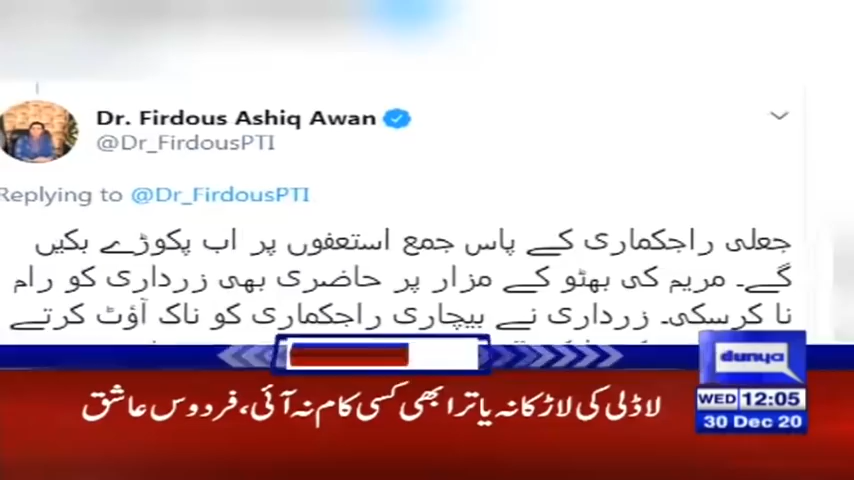 Dr. Firdous Ashiq Awan
@Dr_FirdousPTI
Replying to @Dr_FirdousPTI
جعلی راجکماری کے پاس جمع استعفوں پر اب پکوڑے بکیں
گے۔ مریم کی بھٹو کے مزار پر حاضری بھی زرداری کو رام
نا کرسکی۔ زرداری نے بیچاری راجکماری کو ناک آؤٹ کرتے
dunya
WED 12:05
30 Dec 20
لاڈلی کی لاڑکانہ یاترا بھی کسی کام نہ آئی، فردوس عاشق